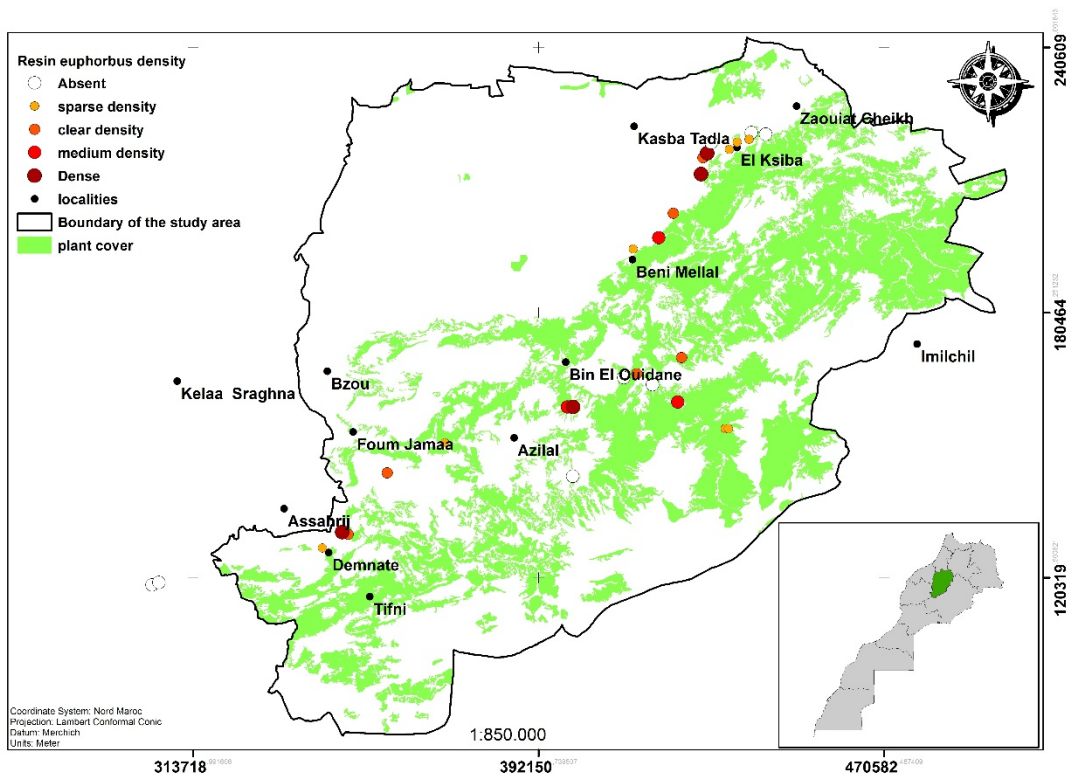 Resin euphorbus density
Absent
sparse density
clear density
medium density
Dense
localities
Boundary of the study area
plant cover
Zaouiat Cheikh
Kasba Tadla
El Ksiba
Beni Mellal
Imilchil
Bin El Ouidane
Bzou
Kelaa Sraghna
Foum Jamaa
Azilal
Assahrij
Demnate
Tifni
240609
180464
120319
Coordinate System: Nord Maroc
Projection: Lambert Conformal Conic
Datum: Merchich
Units: Meter
1:850.000
313718
392150
470582